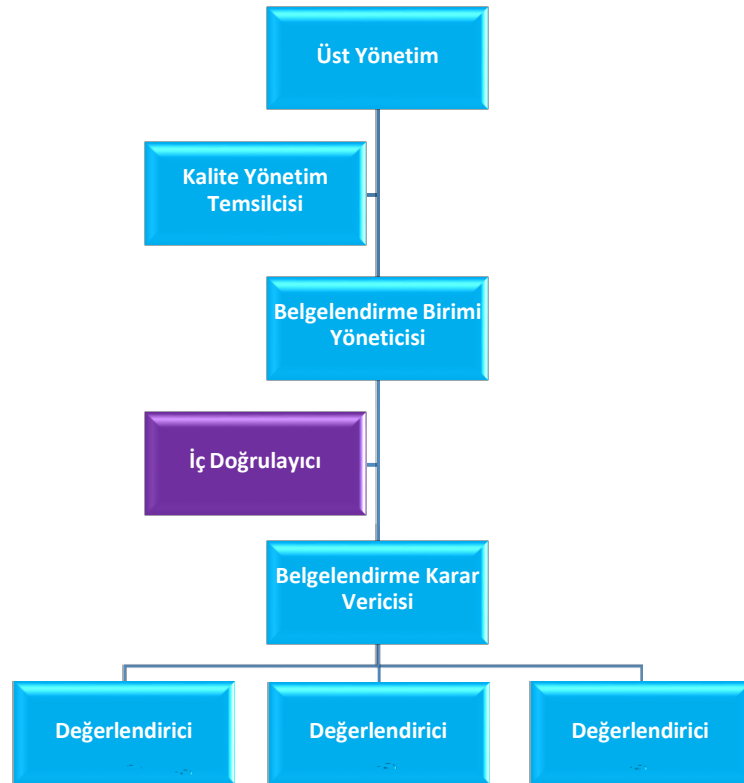 Üst Yönetim
Kalite Yönetim
Temsilcisi
Belgelendirme Birimi
Yöneticisi
İç Doğrulayıcı
Belgelendirme Karar
Vericisi
Değerlendirici
Değerlendirici
Değerlendirici